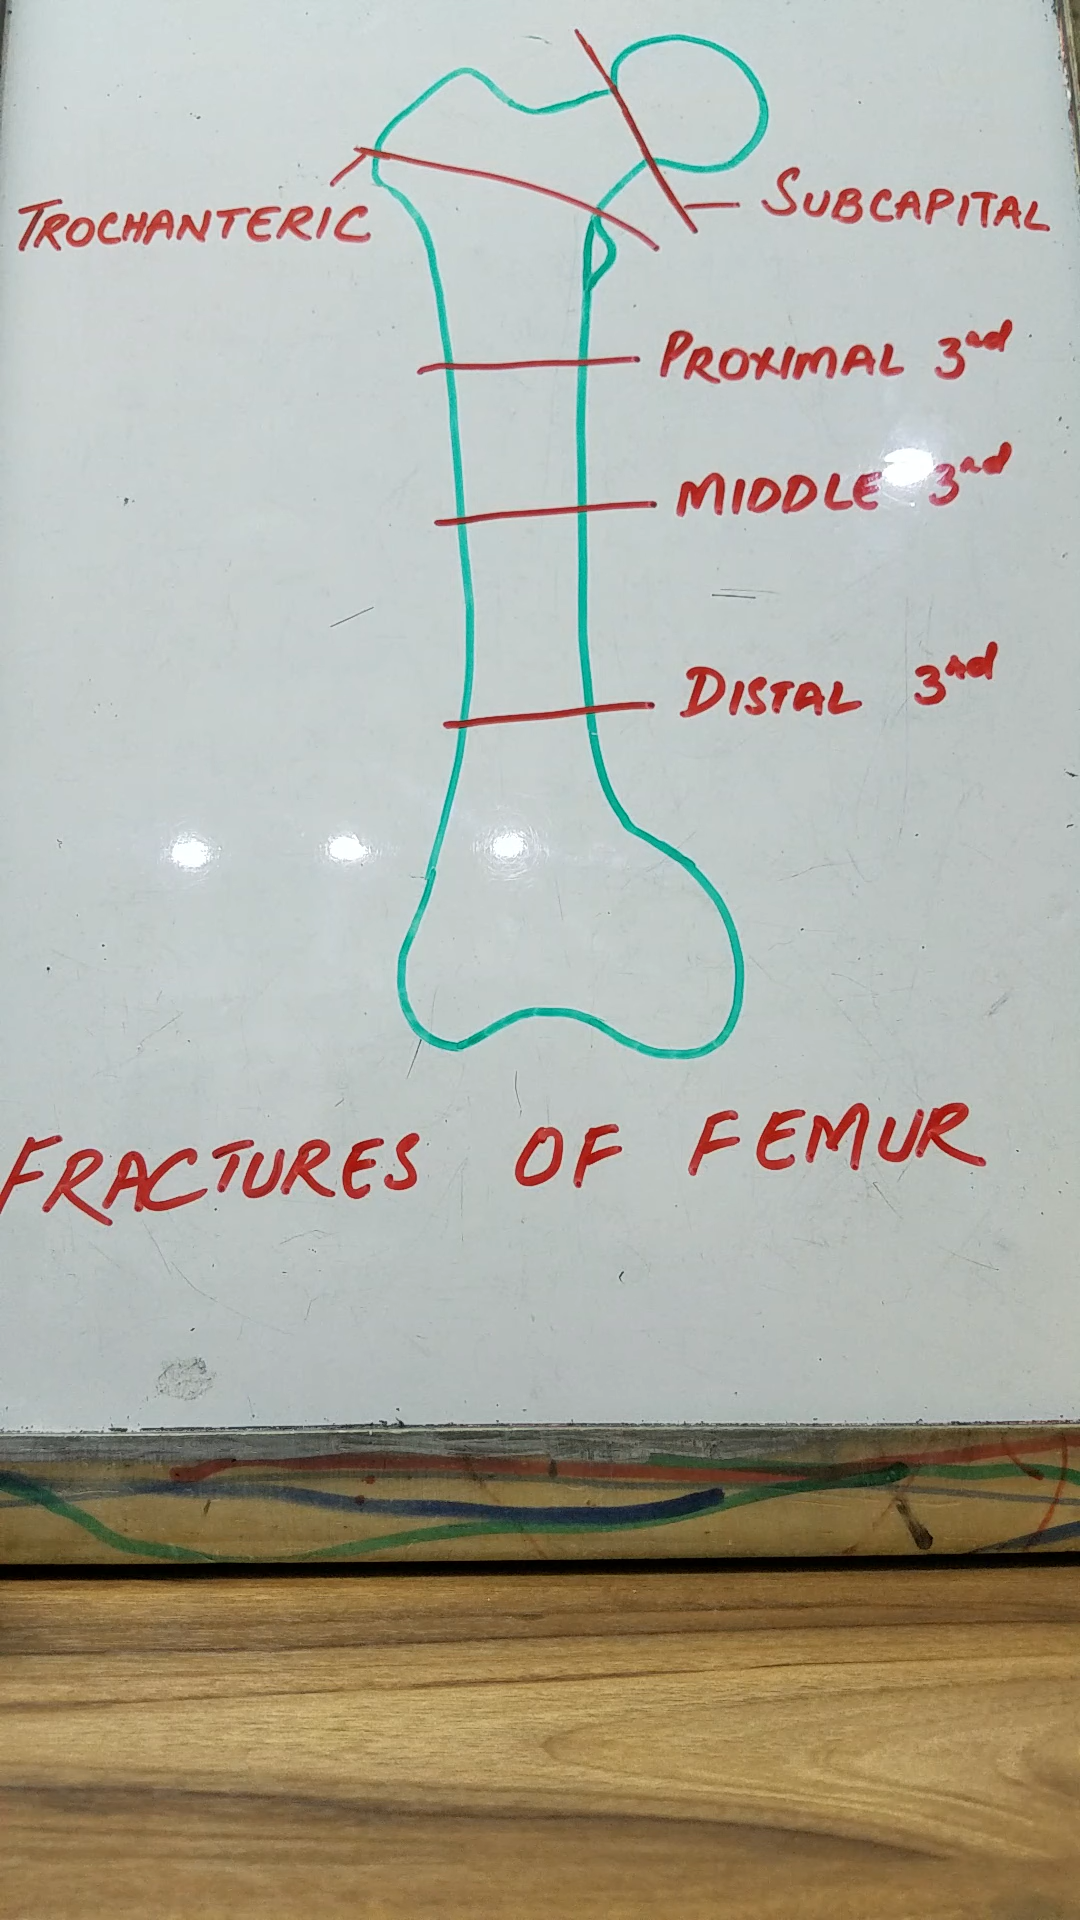 TROCHANTERIC
SUBCAPITAL
PROXIMAL 3rd
MIDDLE 3rd
DISTAL 3rd
FRACTURES OF FEMUR